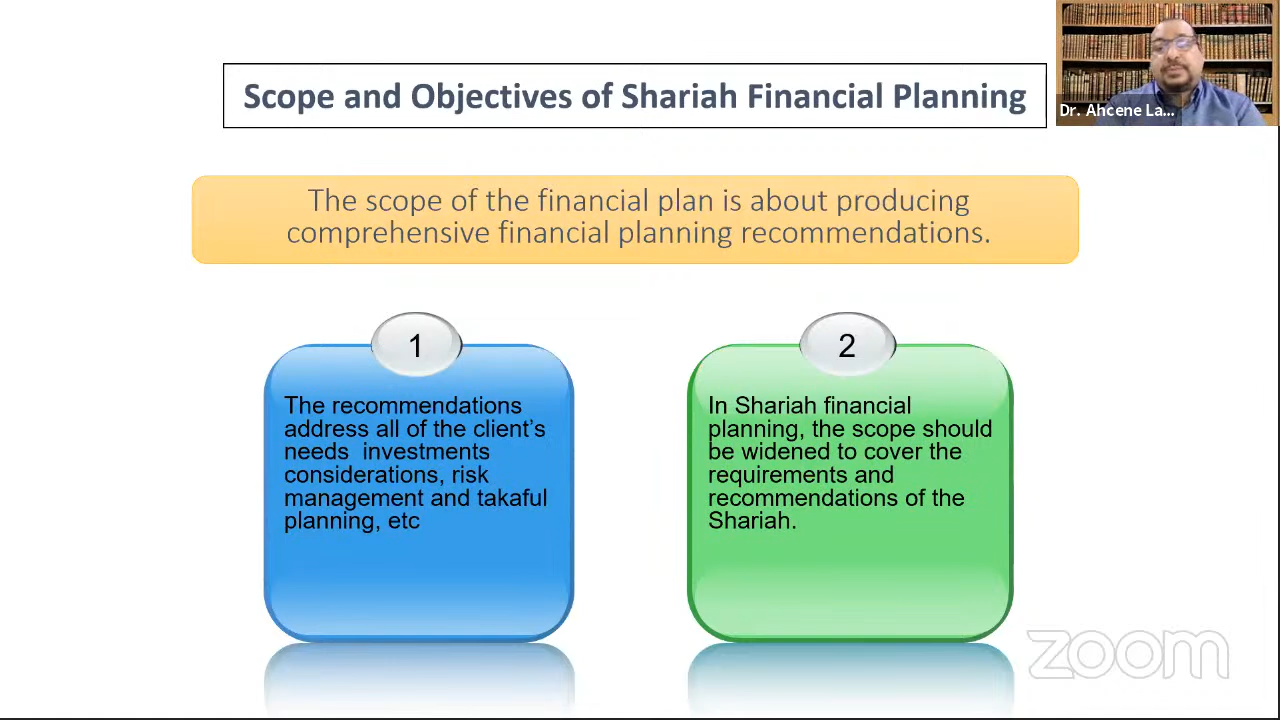 Scope and Objectives of Shariah Financial Planning
Dr. Ahcene La...
The scope of the financial plan is about producing
comprehensive financial planning recommendations.
1
The recommendations
address all of the client’s
needs  investments
considerations, risk
management and takaful
planning, etc
2
In Shariah financial
planning, the scope should
be widened to cover the
requirements and
recommendations of the
Shariah.
zoom